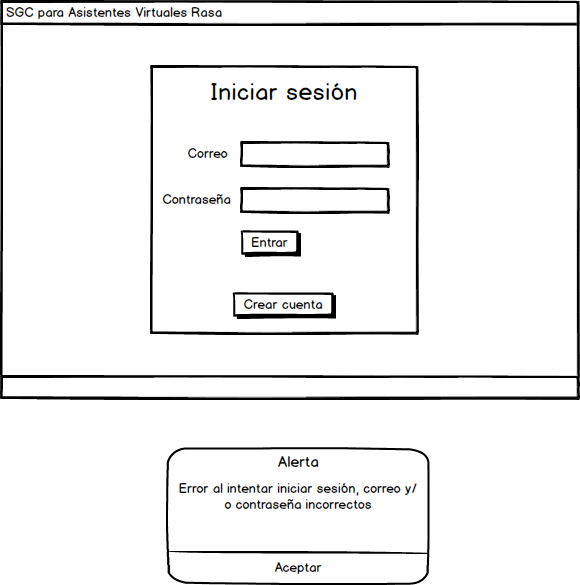 SGC para Asistentes Virtuales Rasa
Iniciar sesión
Correo
Contraseña
Entrar
Crear cuenta
Alerta
Error al intentar iniciar sesión, correo y/
o contraseña incorrectos
Aceptar